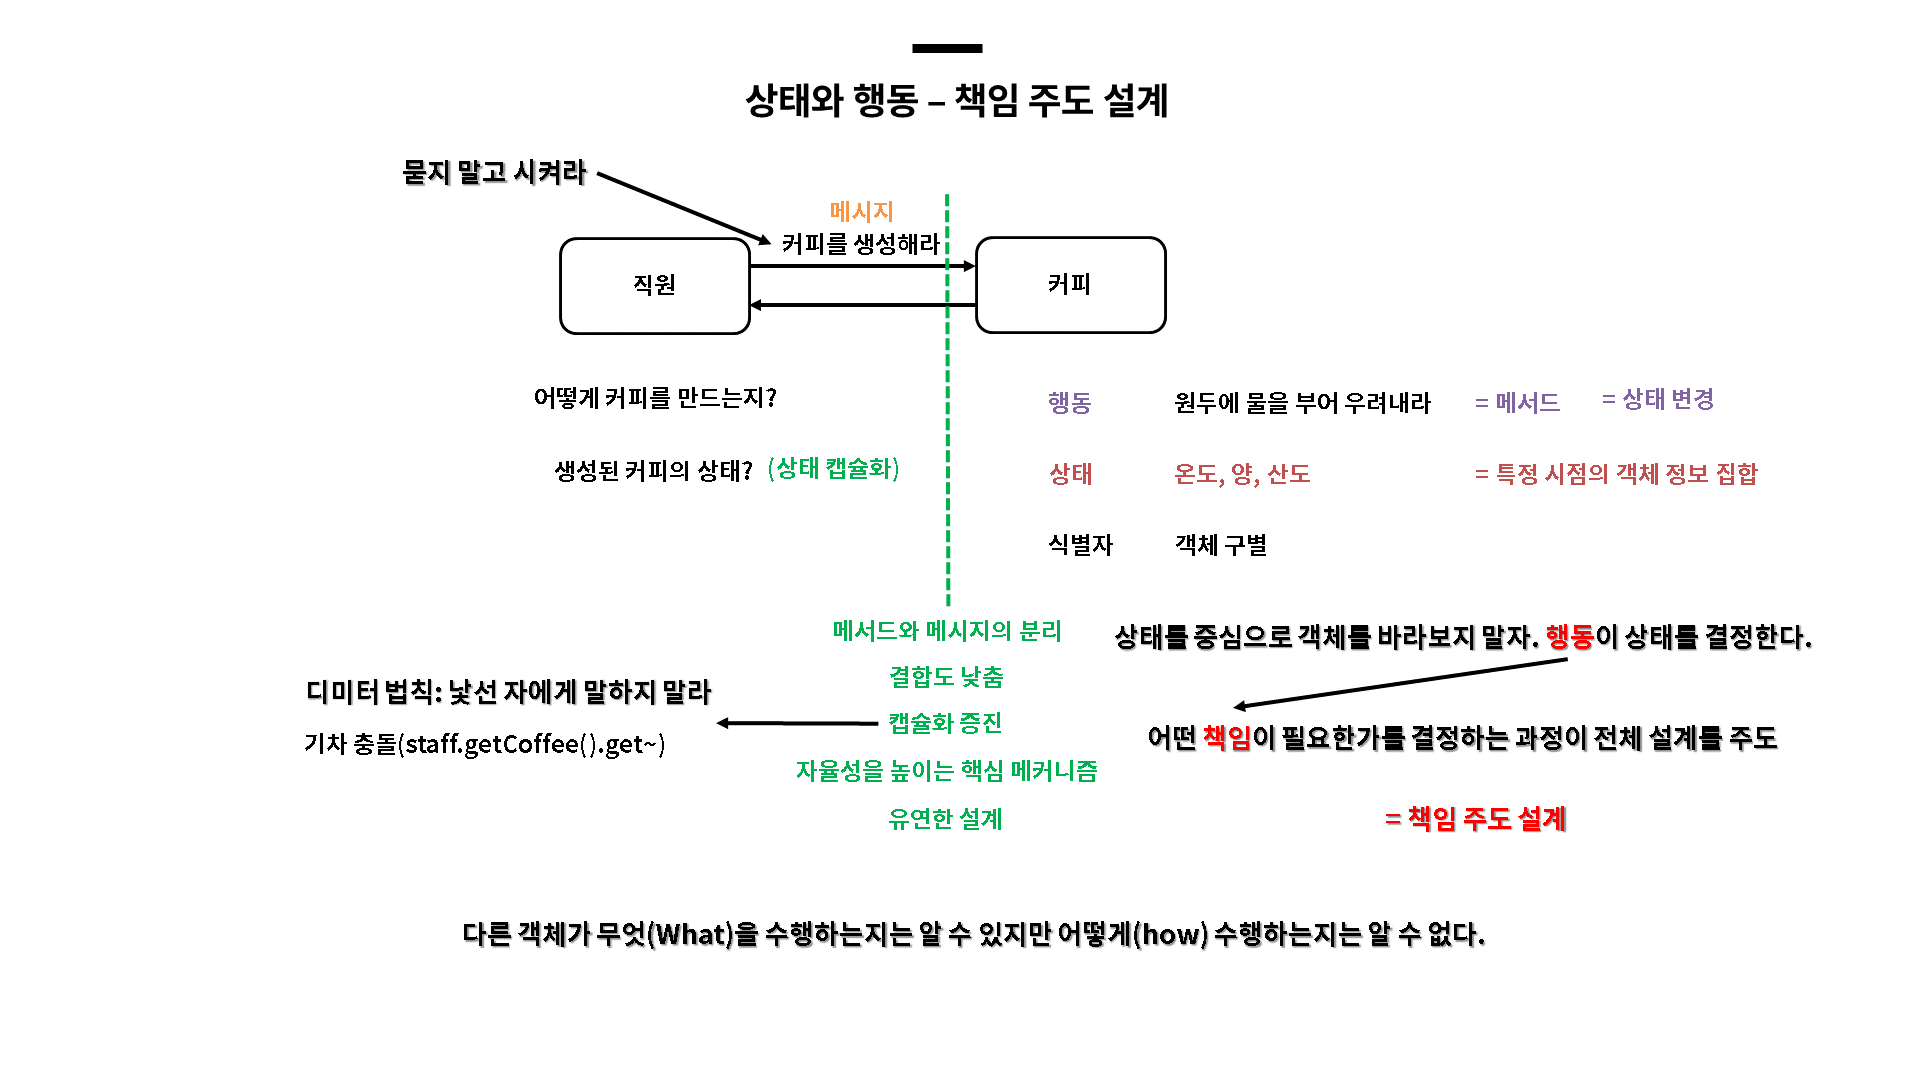 상태와 행동 – 책임 주도 설계
묻지 말고 시켜라
메시지
커피를 생성해라
직원
커피
어떻게 커피를 만드는지?
생성된 커피의 상태? (상태 캡슐화)
행동 원두에 물을 부어 우려내라 = 메서드 = 상태 변경
상태 온도, 양, 산도 = 특정 시점의 객체 정보 집합
식별자 객체 구별
메서드와 메시지의 분리
결합도 낮춤
캡슐화 증진
자율성을 높이는 핵심 메커니즘
유연한 설계
디미터 법칙: 낯선 자에게 말하지 말라
기차 충돌(staff.getCoffee().get~)
상태를 중심으로 객체를 바라보지 말자. 행동이 상태를 결정한다.
어떤 책임이 필요한가를 결정하는 과정이 전체 설계를 주도
= 책임 주도 설계
다른 객체가 무엇(What)을 수행하는지는 알 수 있지만 어떻게(how) 수행하는지는 알 수 없다.